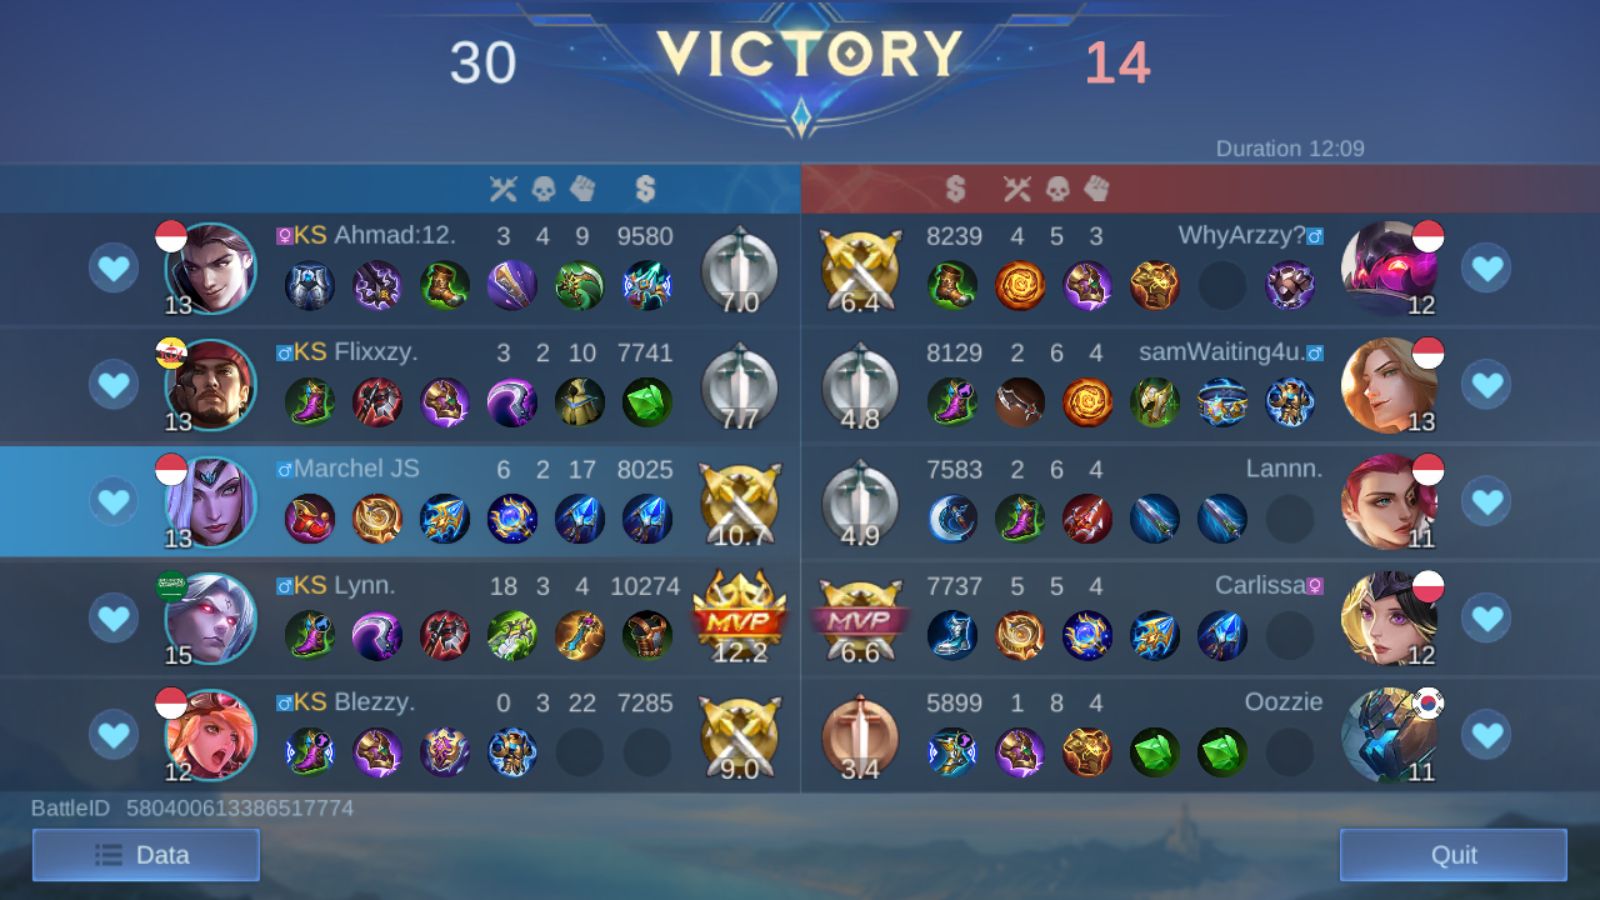 30 VICTORY 14
Duration 12:09
KS Ahmad:12. 3 4 9 9580
13 7.0
8239 4 5 3 WhyArzzy?
6.4 12
KS Flixxzy. 3 2 10 7741
13 7.7
8129 2 6 4 samWaiting4u.
4.8 13
Marchel JS 6 2 17 8025
13 10.7
7583 2 6 4 Lannn.
4.9 11
KS Lynn. 18 3 4 10274
15 MVP 12.2
7737 5 5 4 Carlissa
MVP 6.6 12
KS Blezzy. 0 3 22 7285
12 9.0
5899 1 8 4 Oozzie
3.4 11
BattleID 580400613386517774
Data
Quit